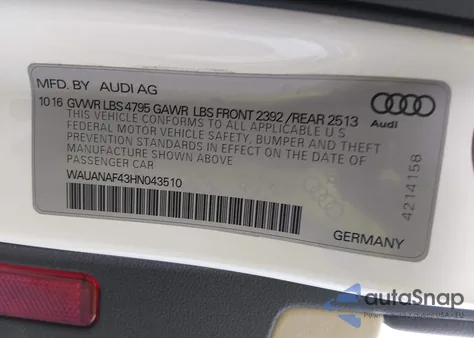 MFD. BY AUDI AG
10 16 GVWR LBS 4795 GAWR LBS FRONT 2392 /REAR 2513
THIS VEHICLE CONFORMS TO ALL APPLICABLE U S
FEDERAL MOTOR VEHICLE SAFETY, BUMPER AND THEFT
PREVENTION STANDARDS IN EFFECT ON THE DATE OF
MANUFACTURE SHOWN ABOVE
PASSENGER CAR
WAUANAF43HN043510
Audi
4214158
GERMANY
autoSnap